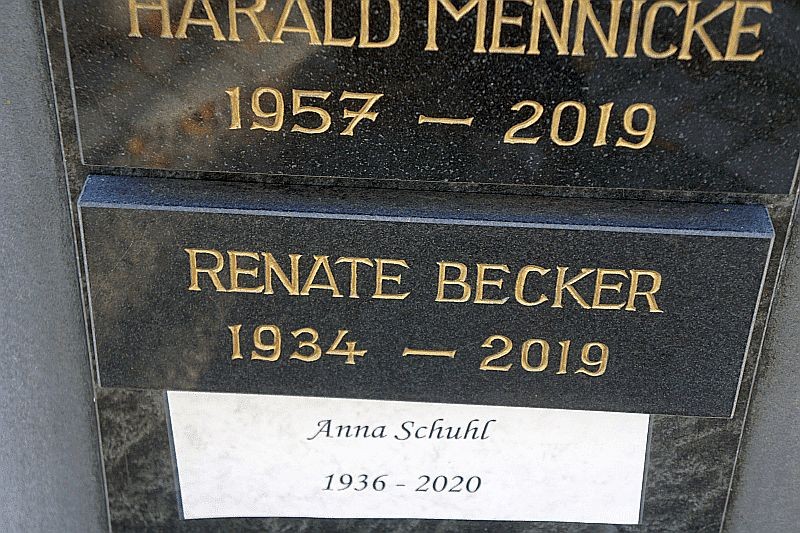 HARALD MENNICKE
1957 – 2019
RENATE BECKER
1934 – 2019
Anna Schuhl
1936 - 2020